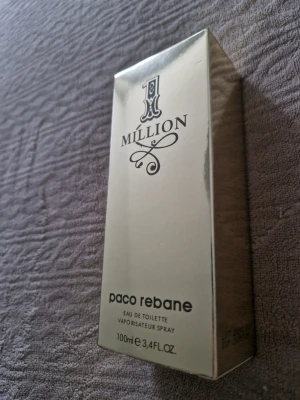 1
MILLION
paco rebane
EAU DE TOILETTE
VAPORISATEUR SPRAY
100ml e 3,4FL.OZ.